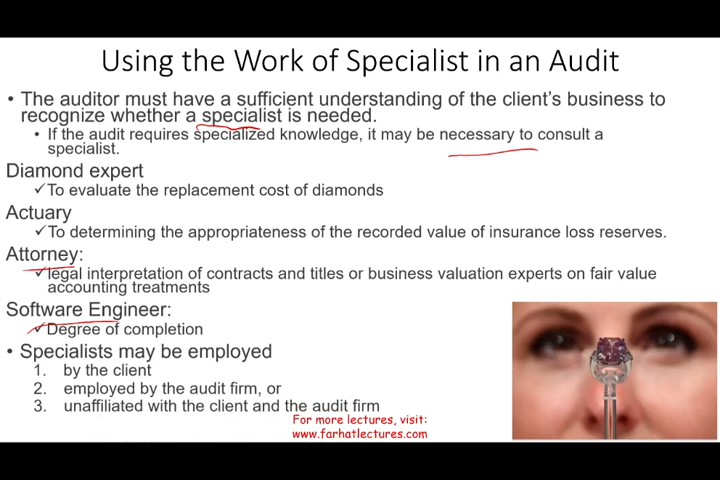 Using the Work of Specialist in an Audit
• The auditor must have a sufficient understanding of the client's business to
recognize whether a specialist is needed.
• If the audit requires specialized knowledge, it may be necessary to consult a
specialist.
Diamond expert
✓To evaluate the replacement cost of diamonds
Actuary
✓To determining the appropriateness of the recorded value of insurance loss reserves.
Attorney:
✓legal interpretation of contracts and titles or business valuation experts on fair value
accounting treatments
Software Engineer:
✓Degree of completion
• Specialists may be employed
1. by the client
2. employed by the audit firm, or
3. unaffiliated with the client and the audit firm
For more lectures, visit:
www.farhatlectures.com